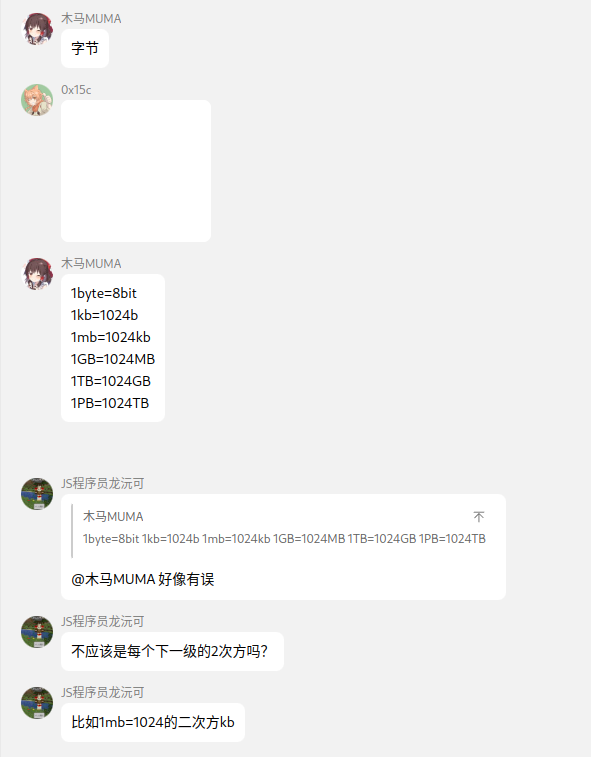 木马MUMA
字节
0x15c
木马MUMA
1byte=8bit
1kb=1024b
1mb=1024kb
1GB=1024MB
1TB=1024GB
1PB=1024TB
JS程序员龙沅可
木马MUMA
1byte=8bit 1kb=1024b 1mb=1024kb 1GB=1024MB 1TB=1024GB 1PB=1024TB
@木马MUMA 好像有误
JS程序员龙沅可
不应该是每个下一级的2次方吗？
JS程序员龙沅可
比如1mb=1024的二次方kb